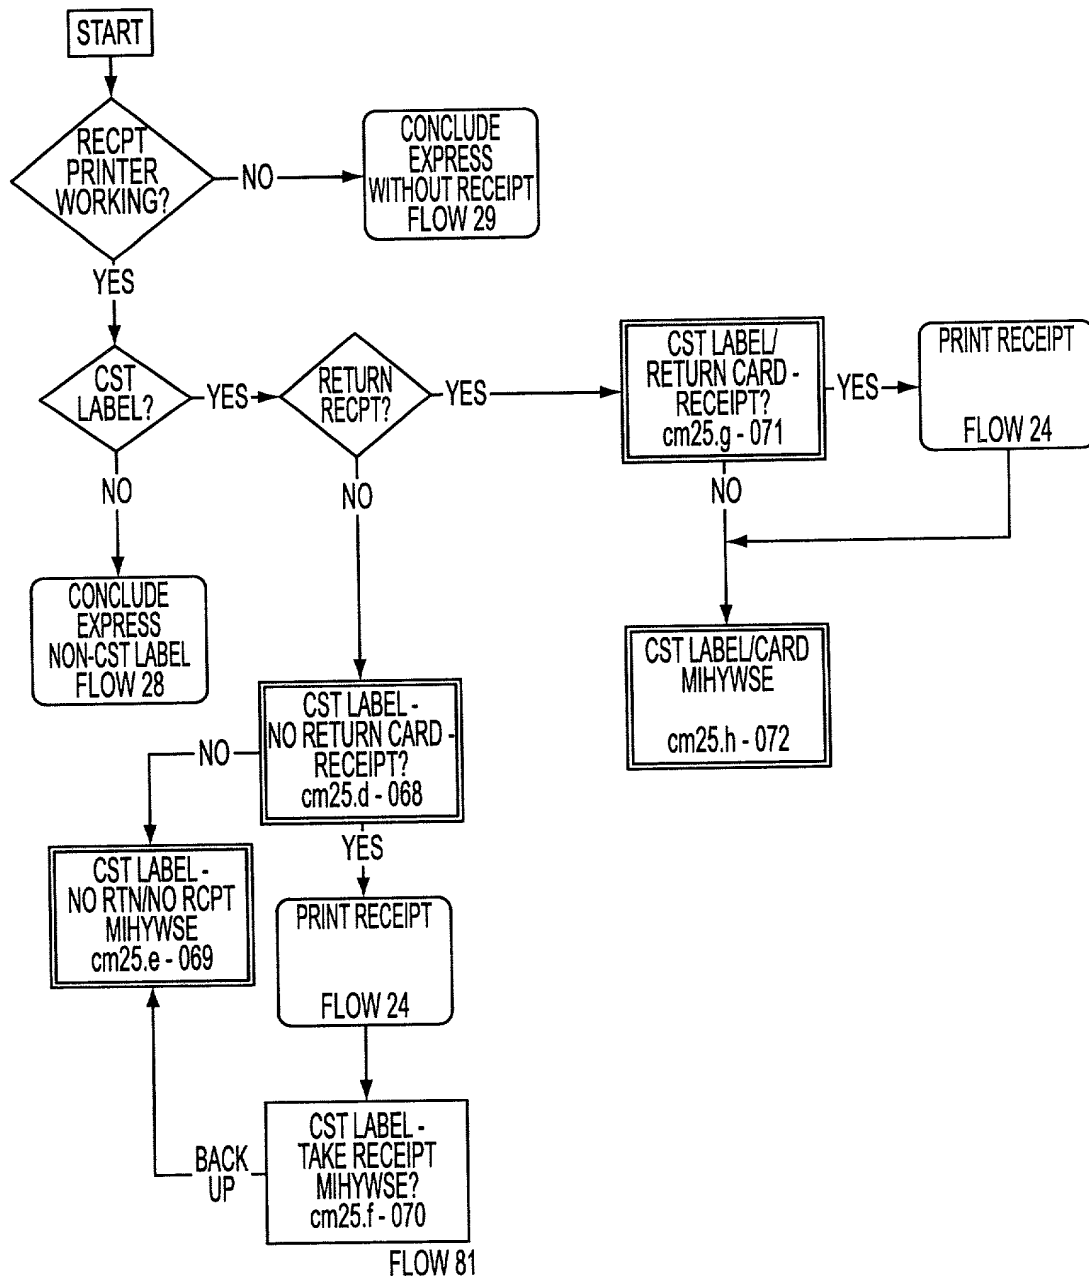 START
RECPT
PRINTER
WORKING?
NO
CONCLUDE
EXPRESS
WITHOUT RECEIPT
FLOW 29
YES
CST
LABEL?
YES
RETURN
RECPT?
YES
CST LABEL/
RETURN CARD -
RECEIPT?
cm25.g - 071
YES
PRINT RECEIPT
FLOW 24
NO
NO
NO
CONCLUDE
EXPRESS
NON-CST LABEL
FLOW 28
CST LABEL/CARD
MIHYWSE
cm25.h - 072
CST LABEL -
NO RETURN CARD -
RECEIPT?
cm25.d - 068
NO
YES
CST LABEL -
NO RTN/NO RCPT
MIHYWSE
cm25.e - 069
PRINT RECEIPT
FLOW 24
CST LABEL -
TAKE RECEIPT
MIHYWSE?
cm25.f - 070
BACK
UP
FLOW 81